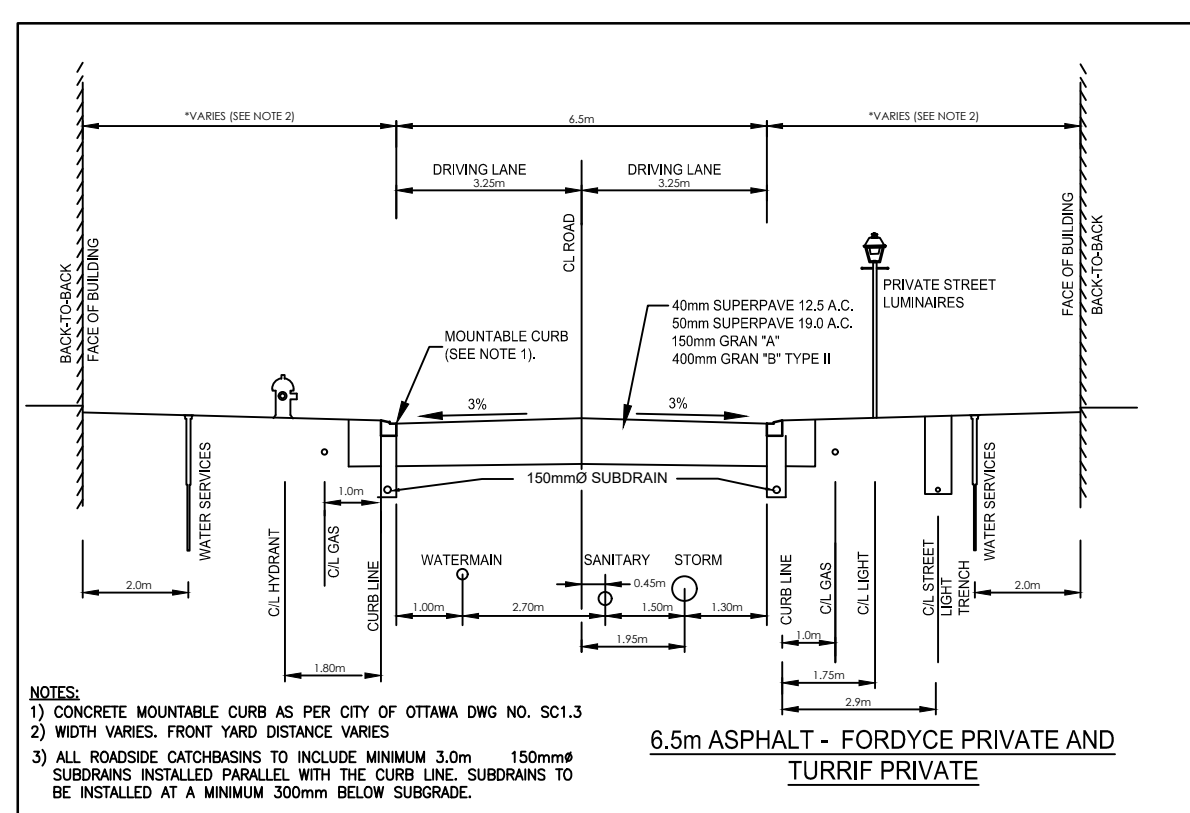 *VARIES (SEE NOTE 2)
6.5m
*VARIES (SEE NOTE 2)
DRIVING LANE
3.25m
DRIVING LANE
3.25m
BACK-TO-BACK
FACE OF BUILDING
CL ROAD
FACE OF BUILDING
BACK-TO-BACK
PRIVATE STREET
LUMINAIRES
40mm SUPERPAVE 12.5 A.C.
50mm SUPERPAVE 19.0 A.C.
150mm GRAN "A"
400mm GRAN "B" TYPE II
MOUNTABLE CURB
(SEE NOTE 1).
3%
3%
150mmØ SUBDRAIN
WATER SERVICES
C/L HYDRANT
1.0m
C/L GAS
CURB LINE
WATERMAIN
SANITARY
STORM
0.45m
CURB LINE
C/L GAS
C/L LIGHT
C/L STREET
LIGHT
TRENCH
WATER SERVICES
2.0m
1.00m
2.70m
1.50m
1.30m
2.0m
1.95m
1.0m
1.80m
1.75m
2.9m
NOTES:
1) CONCRETE MOUNTABLE CURB AS PER CITY OF OTTAWA DWG NO. SC1.3
2) WIDTH VARIES. FRONT YARD DISTANCE VARIES
3) ALL ROADSIDE CATCHBASINS TO INCLUDE MINIMUM 3.0m 150mmø
SUBDRAINS INSTALLED PARALLEL WITH THE CURB LINE. SUBDRAINS TO
BE INSTALLED AT A MINIMUM 300mm BELOW SUBGRADE.
6.5m ASPHALT - FORDYCE PRIVATE AND
TURRIF PRIVATE